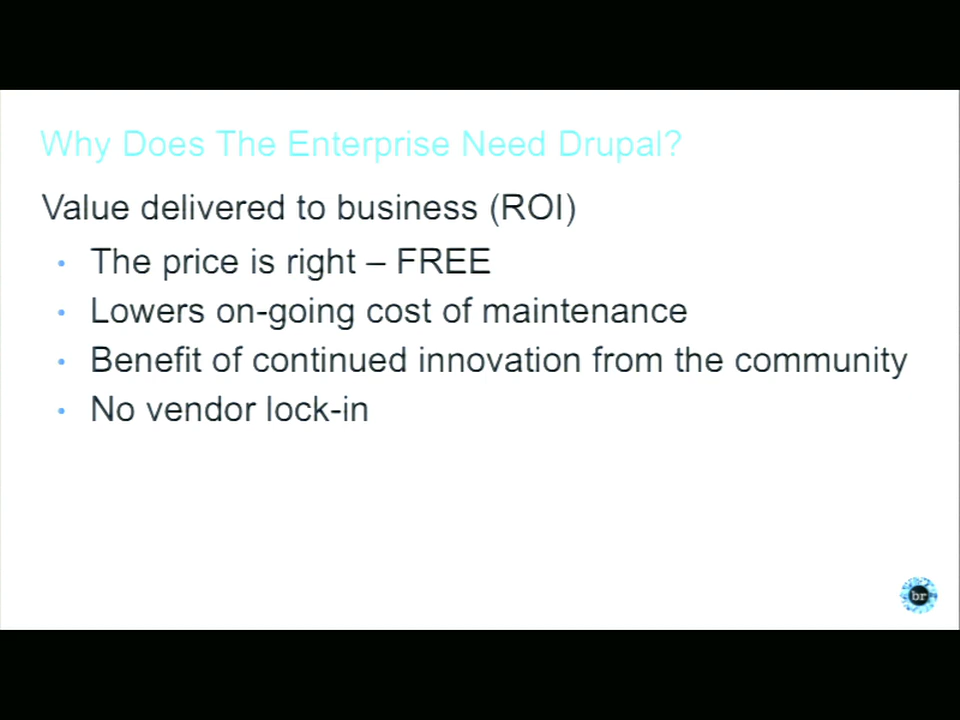 Why Does The Enterprise Need Drupal?
Value delivered to business (ROI)
• The price is right – FREE
• Lowers on-going cost of maintenance
• Benefit of continued innovation from the community
• No vendor lock-in
br